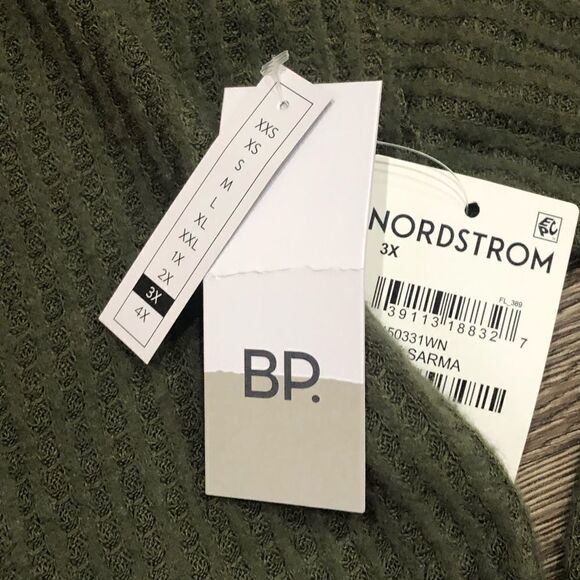 XXS
XS
S
M
L
XL
XXL
1X
2X
3X
4X
BP.
NORDSTROM
3X
FL_389
39113 18832 7
50331WN
SARMA